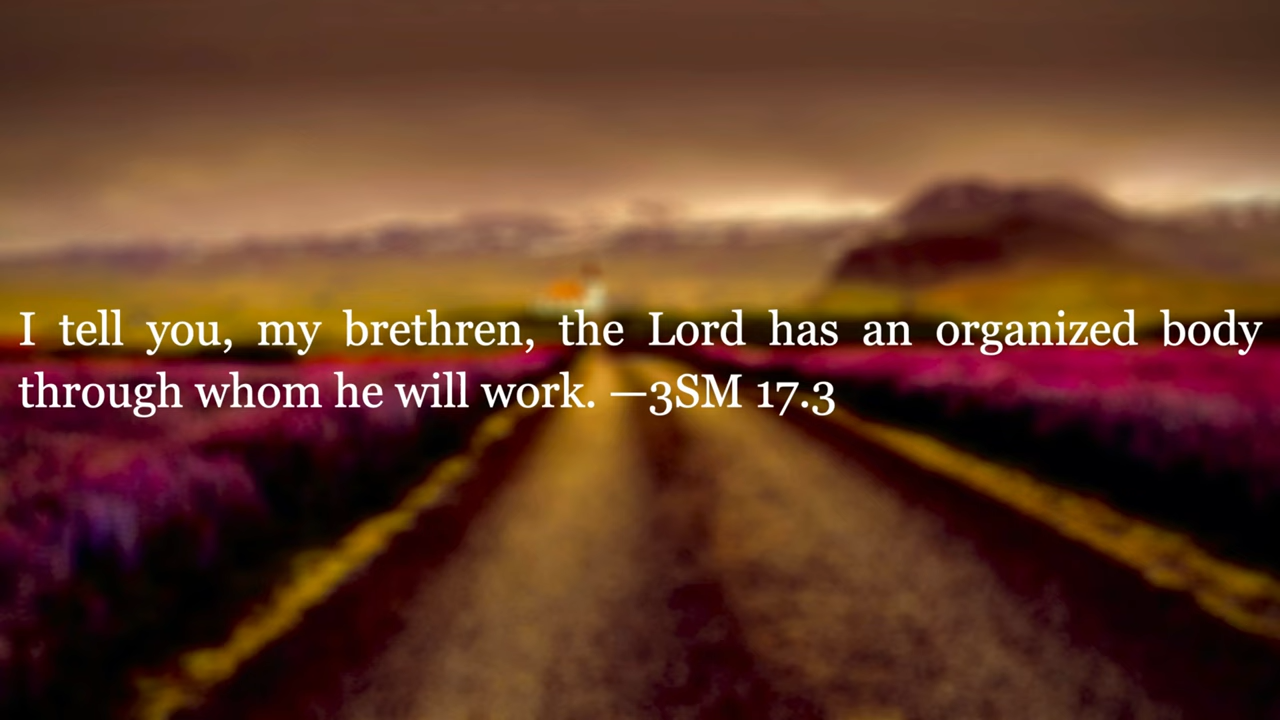 I tell you, my brethren, the Lord has an organized body
through whom he will work. —3SM 17.3